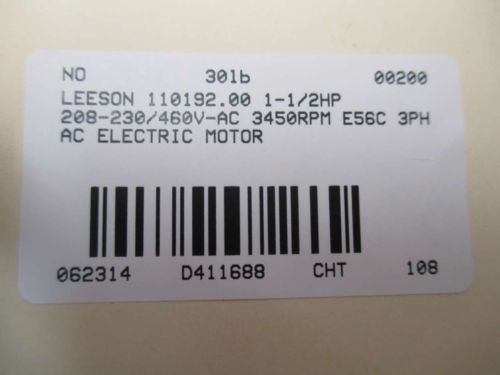 NO 30lb 00200
LEESON 110192.00 1-1/2HP
208-230/460V-AC 3450RPM E56C 3PH
AC ELECTRIC MOTOR
062314 D411688 CHT 108